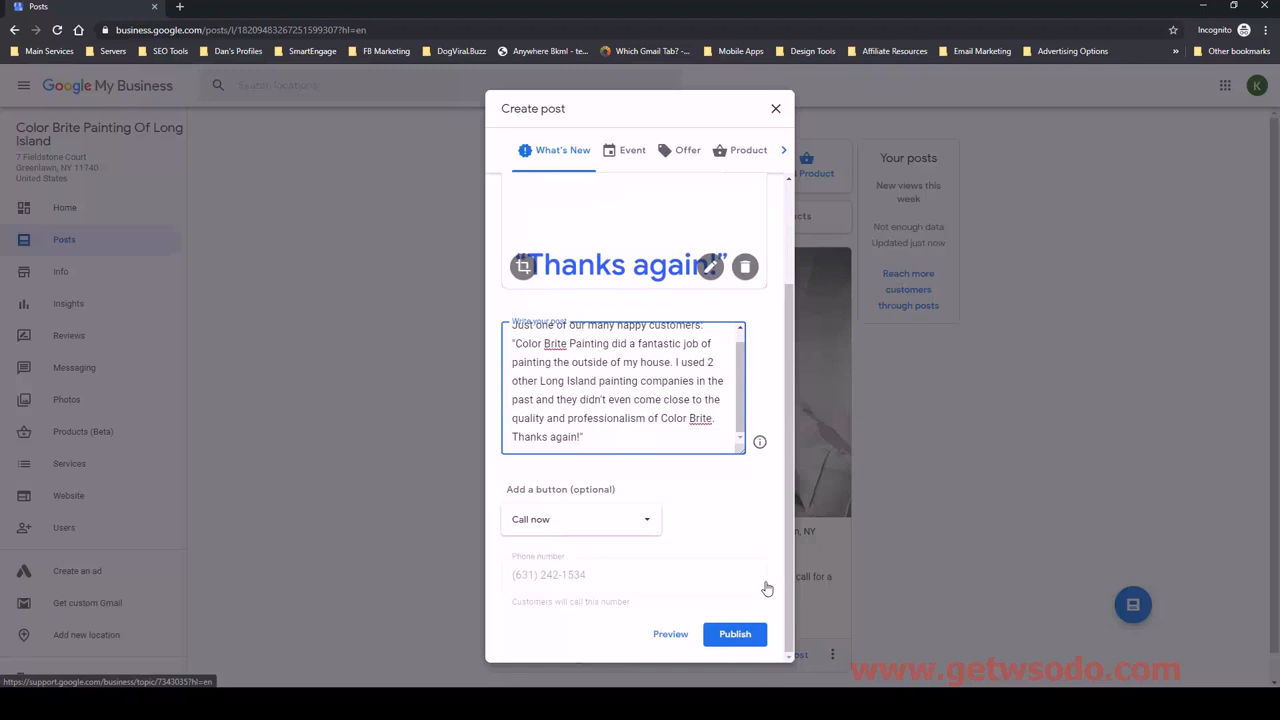 Posts
business.google.com/posts/l/18209483267251599307?hl=en
Incognito
Main Services
Servers
SEO Tools
Dan's Profiles
SmartEngage
FB Marketing
DogViral.Buzz
Anywhere Bkml - te...
Which Gmail Tab? -...
Mobile Apps
Design Tools
Affiliate Resources
Email Marketing
Advertising Options
Other bookmarks
Google My Business
Search locations
K
Color Brite Painting Of Long
Island
7 Fieldstone Court
Greenlawn, NY 11740
United States
Home
Posts
Info
Insights
Reviews
Messaging
Photos
Products (Beta)
Services
Website
Users
Create an ad
Get custom Gmail
Add new location
Create post
What's New
Event
Offer
Product
"Thanks again!"
Write your post
Just one of our many happy customers:
"Color Brite Painting did a fantastic job of
painting the outside of my house. I used 2
other Long Island painting companies in the
past and they didn't even come close to the
quality and professionalism of Color Brite.
Thanks again!"
Add a button (optional)
Call now
Phone number
(631) 242-1534
Customers will call this number
Preview
Publish
Product
Your posts
New views this
week
Not enough data
Updated just now
Reach more
customers
through posts
, NY
call for a
https://support.google.com/business/topic/7343035?hl=en
www.getwsodo.com